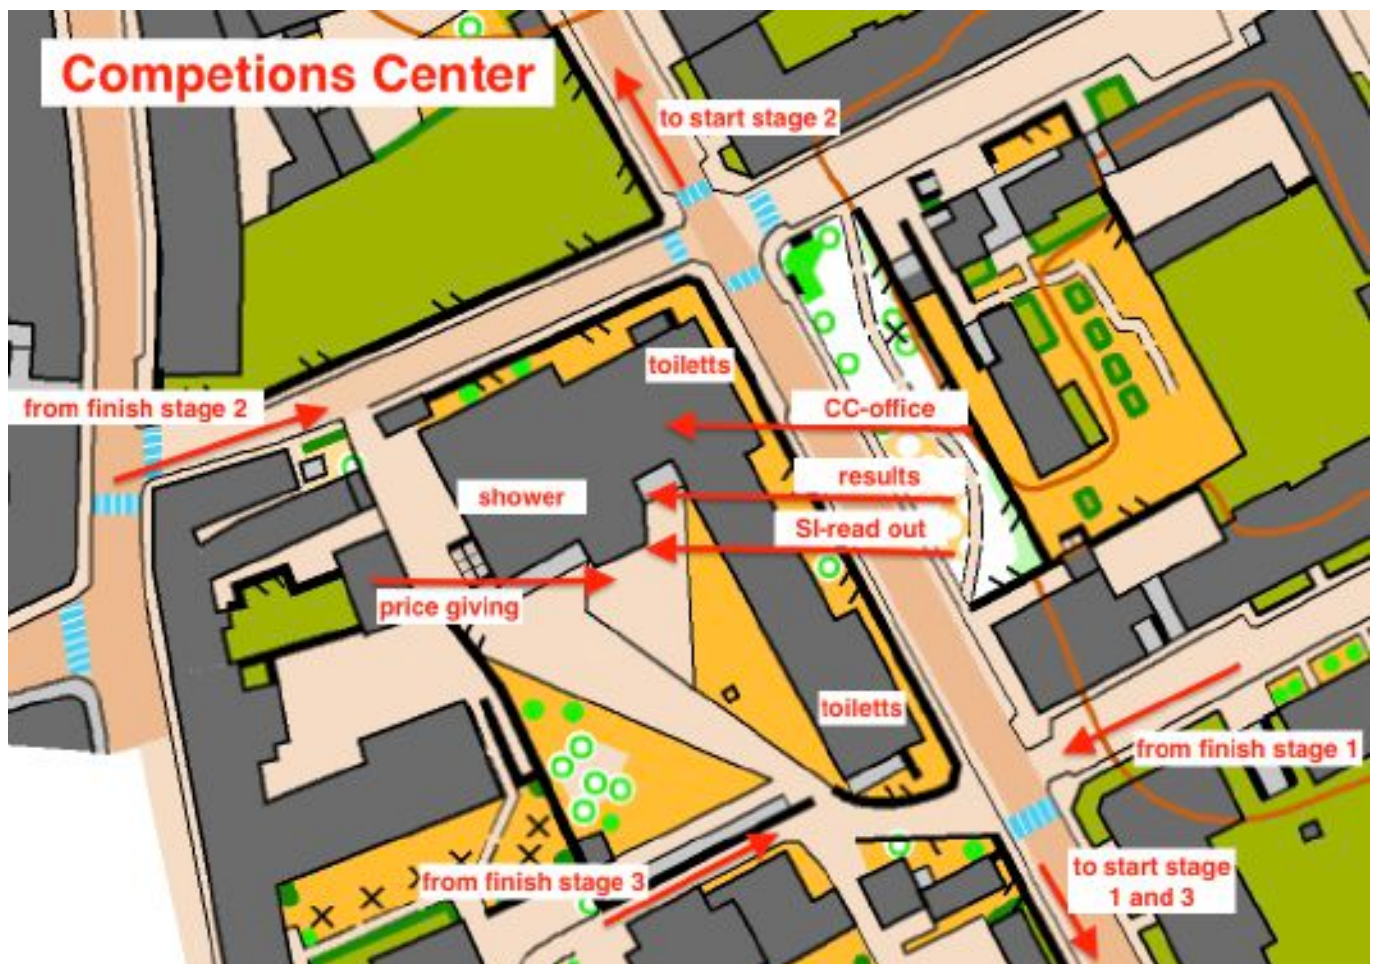 Competions Center
to start stage 2
toiletts
from finish stage 2
CC-office
results
shower
SI-read out
price giving
toiletts
from finish stage 1
from finish stage 3
to start stage
1 and 3